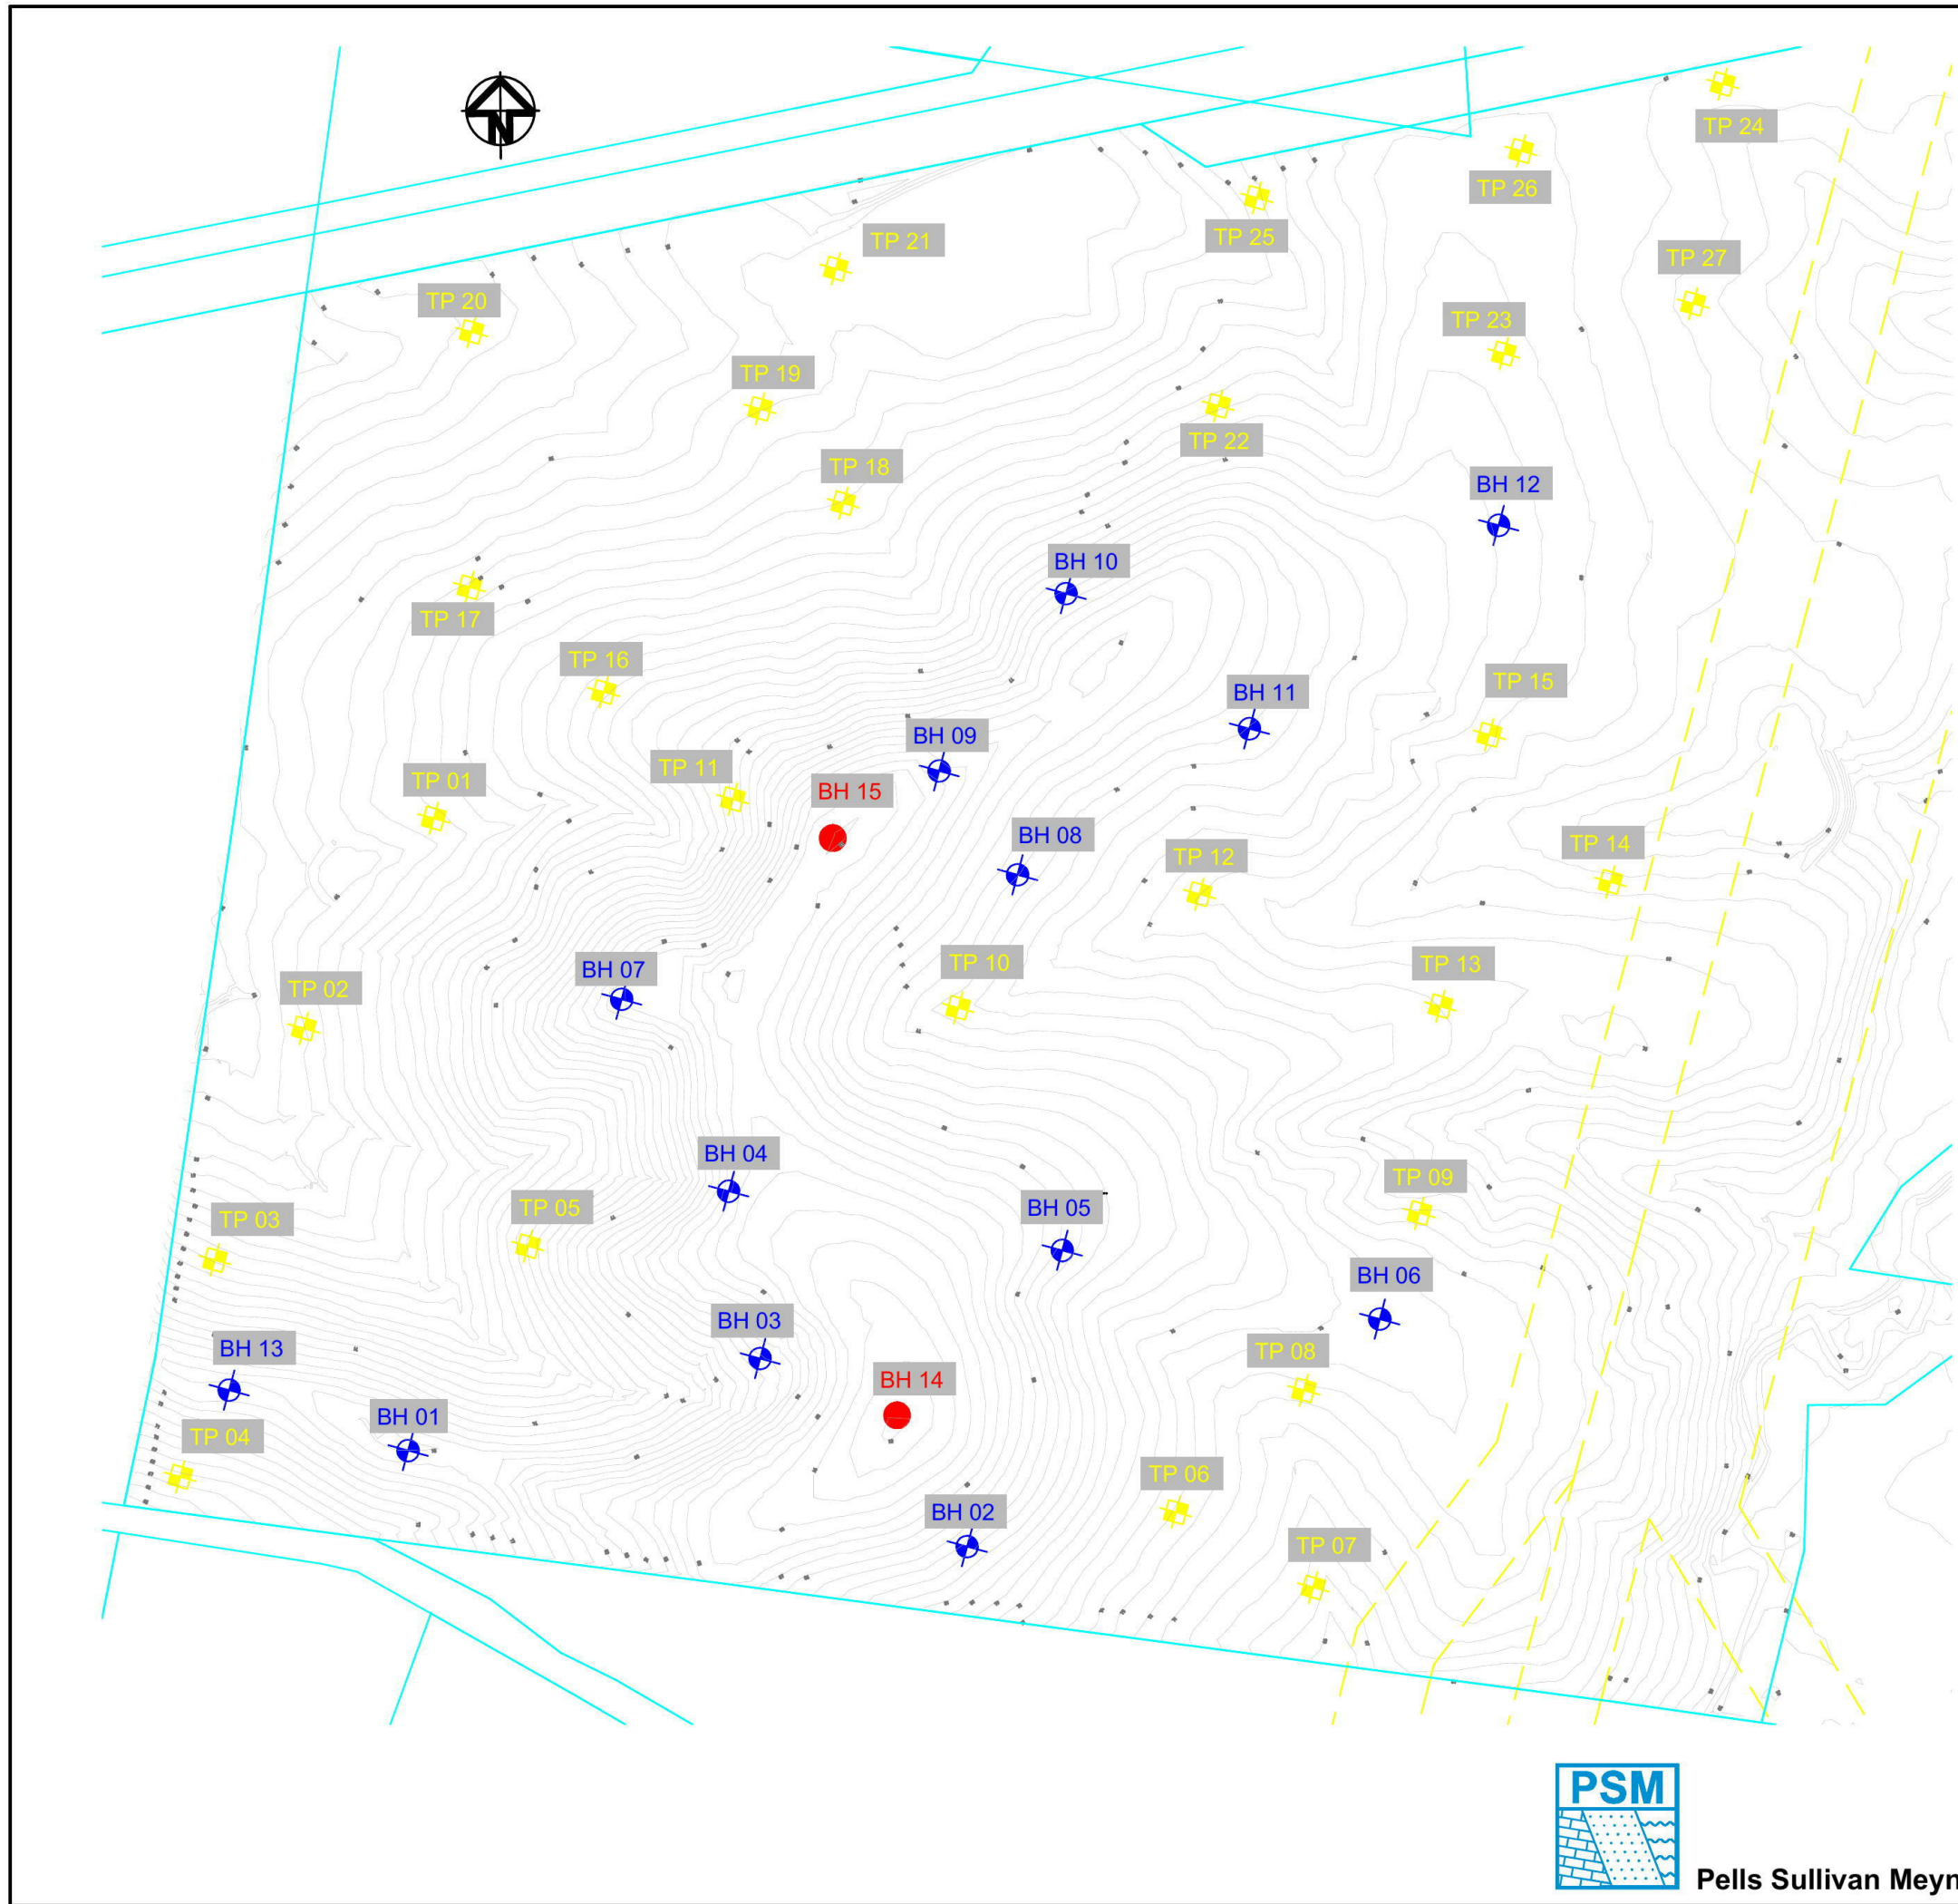 N
TP 24
TP 26
TP 25
TP 21
TP 27
TP 20
TP 23
TP 19
TP 22
TP 18
BH 12
BH 10
TP 17
TP 16
TP 15
BH 11
BH 09
TP 11
TP 01
BH 15
BH 08
TP 14
TP 12
TP 10
TP 13
BH 07
TP 02
BH 04
TP 09
BH 05
TP 05
TP 03
BH 06
BH 03
BH 13
TP 08
BH 14
BH 01
TP 04
TP 06
BH 02
TP 07
PSM
Pells Sullivan Meyn